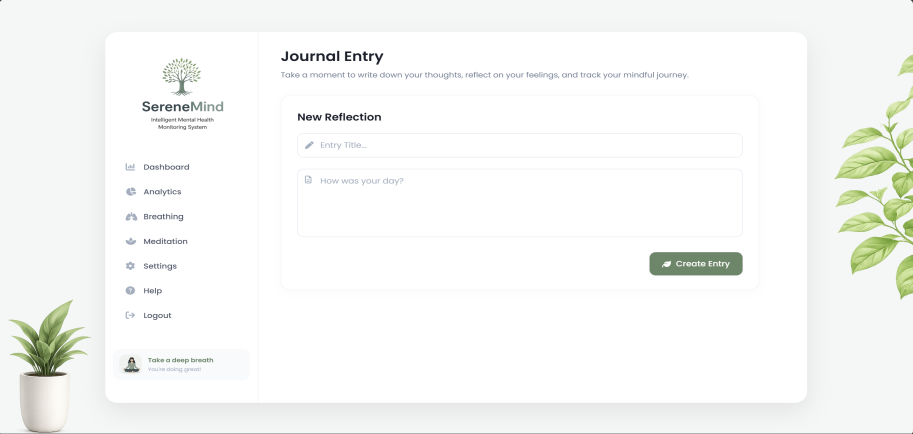 SereneMind
Intelligent Mental Health
Monitoring System
Dashboard
Analytics
Breathing
Meditation
Settings
Help
Logout
Take a deep breath
You're doing great!
Journal Entry
Take a moment to write down your thoughts, reflect on your feelings, and track your mindful journey.
New Reflection
Entry Title...
How was your day?
Create Entry